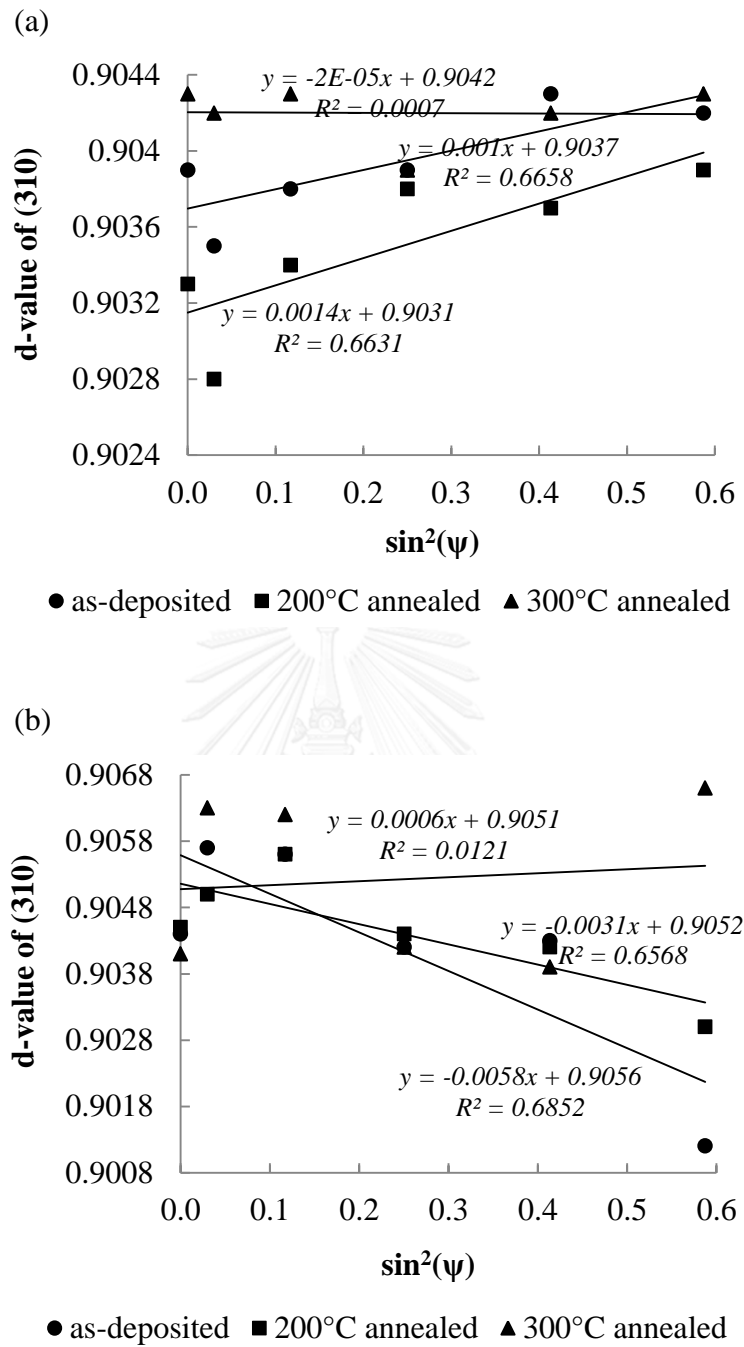 (a)
d-value of (310)
0.9044
0.904
0.9036
0.9032
0.9028
0.9024
y = -2E-05x + 0.9042
R² = 0.0007
y = 0.001x + 0.9037
R² = 0.6658
y = 0.0014x + 0.9031
R² = 0.6631
0.0 0.1 0.2 0.3 0.4 0.5 0.6
sin²(ψ)
● as-deposited ■ 200°C annealed ▲ 300°C annealed
(b)
d-value of (310)
0.9068
0.9058
0.9048
0.9038
0.9028
0.9018
0.9008
y = 0.0006x + 0.9051
R² = 0.0121
y = -0.0031x + 0.9052
R² = 0.6568
y = -0.0058x + 0.9056
R² = 0.6852
0.0 0.1 0.2 0.3 0.4 0.5 0.6
sin²(ψ)
● as-deposited ■ 200°C annealed ▲ 300°C annealed